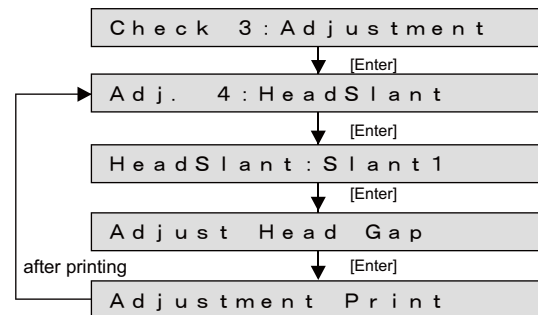 Check 3:Adjustment
[Enter]
Adj. 4:HeadSlant
[Enter]
HeadSlant:Slant1
[Enter]
Adjust Head Gap
[Enter]
after printing
Adjustment Print